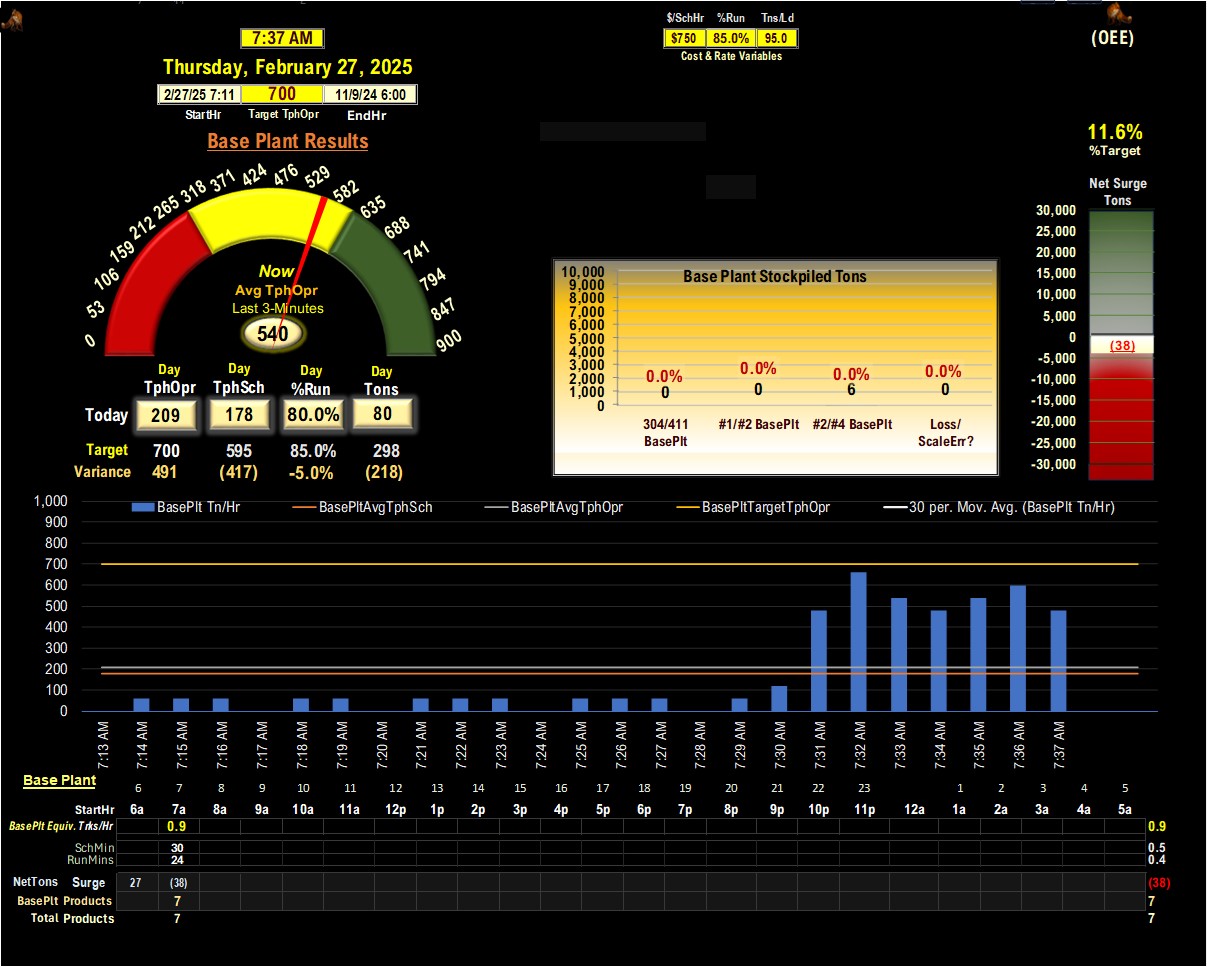 $/SchHr %Run Tns/Ld
7:37 AM
$750 85.0% 95.0
(OEE)
Cost & Rate Variables
Thursday, February 27, 2025
2/27/25 7:11 700 11/9/24 6:00
StartHr Target TphOpr EndHr
11.6%
%Target
Base Plant Results
0 53 106 159 212 265 318 371 424 476 529 582 635 688 741 794 847 900
Now
Avg TphOpr
Last 3-Minutes
540
Net Surge
Tons
30,000
25,000
20,000
15,000
10,000
5,000
0
-5,000
-10,000
-15,000
-20,000
-25,000
-30,000
(38)
Base Plant Stockpiled Tons
10,000
9,000
8,000
7,000
6,000
5,000
4,000
3,000
2,000
1,000
0
0.0% 0.0% 0.0% 0.0%
0 0 6 0
304/411 BasePlt
#1/#2 BasePlt
#2/#4 BasePlt
Loss/ ScaleErr?
Day Day Day Day
TphOpr TphSch %Run Tons
Today 209 178 80.0% 80
Target 700 595 85.0% 298
Variance 491 (417) -5.0% (218)
BasePlt Tn/Hr BasePltAvgTphSch BasePltAvgTphOpr BasePltTargetTphOpr 30 per. Mov. Avg. (BasePlt Tn/Hr)
1,000
900
800
700
600
500
400
300
200
100
0
7:13 AM 7:14 AM 7:15 AM 7:16 AM 7:17 AM 7:18 AM 7:19 AM 7:20 AM 7:21 AM 7:22 AM 7:23 AM 7:24 AM 7:25 AM 7:26 AM 7:27 AM 7:28 AM 7:29 AM 7:30 AM 7:31 AM 7:32 AM 7:33 AM 7:34 AM 7:35 AM 7:36 AM 7:37 AM
Base Plant
6 7 8 9 10 11 12 13 14 15 16 17 18 19 20 21 22 23 1 2 3 4 5
StartHr 6a 7a 8a 9a 10a 11a 12p 1p 2p 3p 4p 5p 6p 7p 8p 9p 10p 11p 12a 1a 2a 3a 4a 5a
BasePlt Equiv. Trks/Hr 0.9 0.9
SchMin 30 0.5
RunMins 24 0.4
NetTons Surge 27 (38) (38)
BasePlt Products 7 7
Total Products 7 7